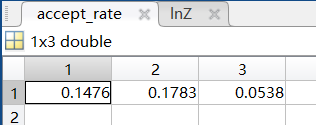 accept_rate lnZ
1x3 double
1 2 3
1 0.1476 0.1783 0.0538
2